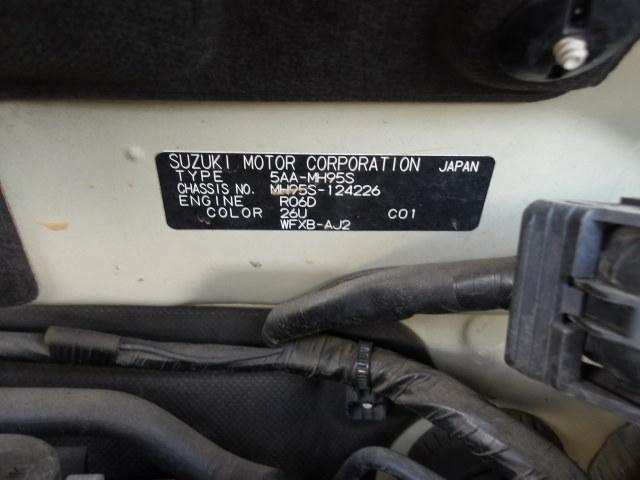 SUZUKI MOTOR CORPORATION JAPAN
TYPE 5AA-MH95S
CHASSIS NO. MH95S-124226
ENGINE R06D
COLOR 26U C01
WFXB-AJ2